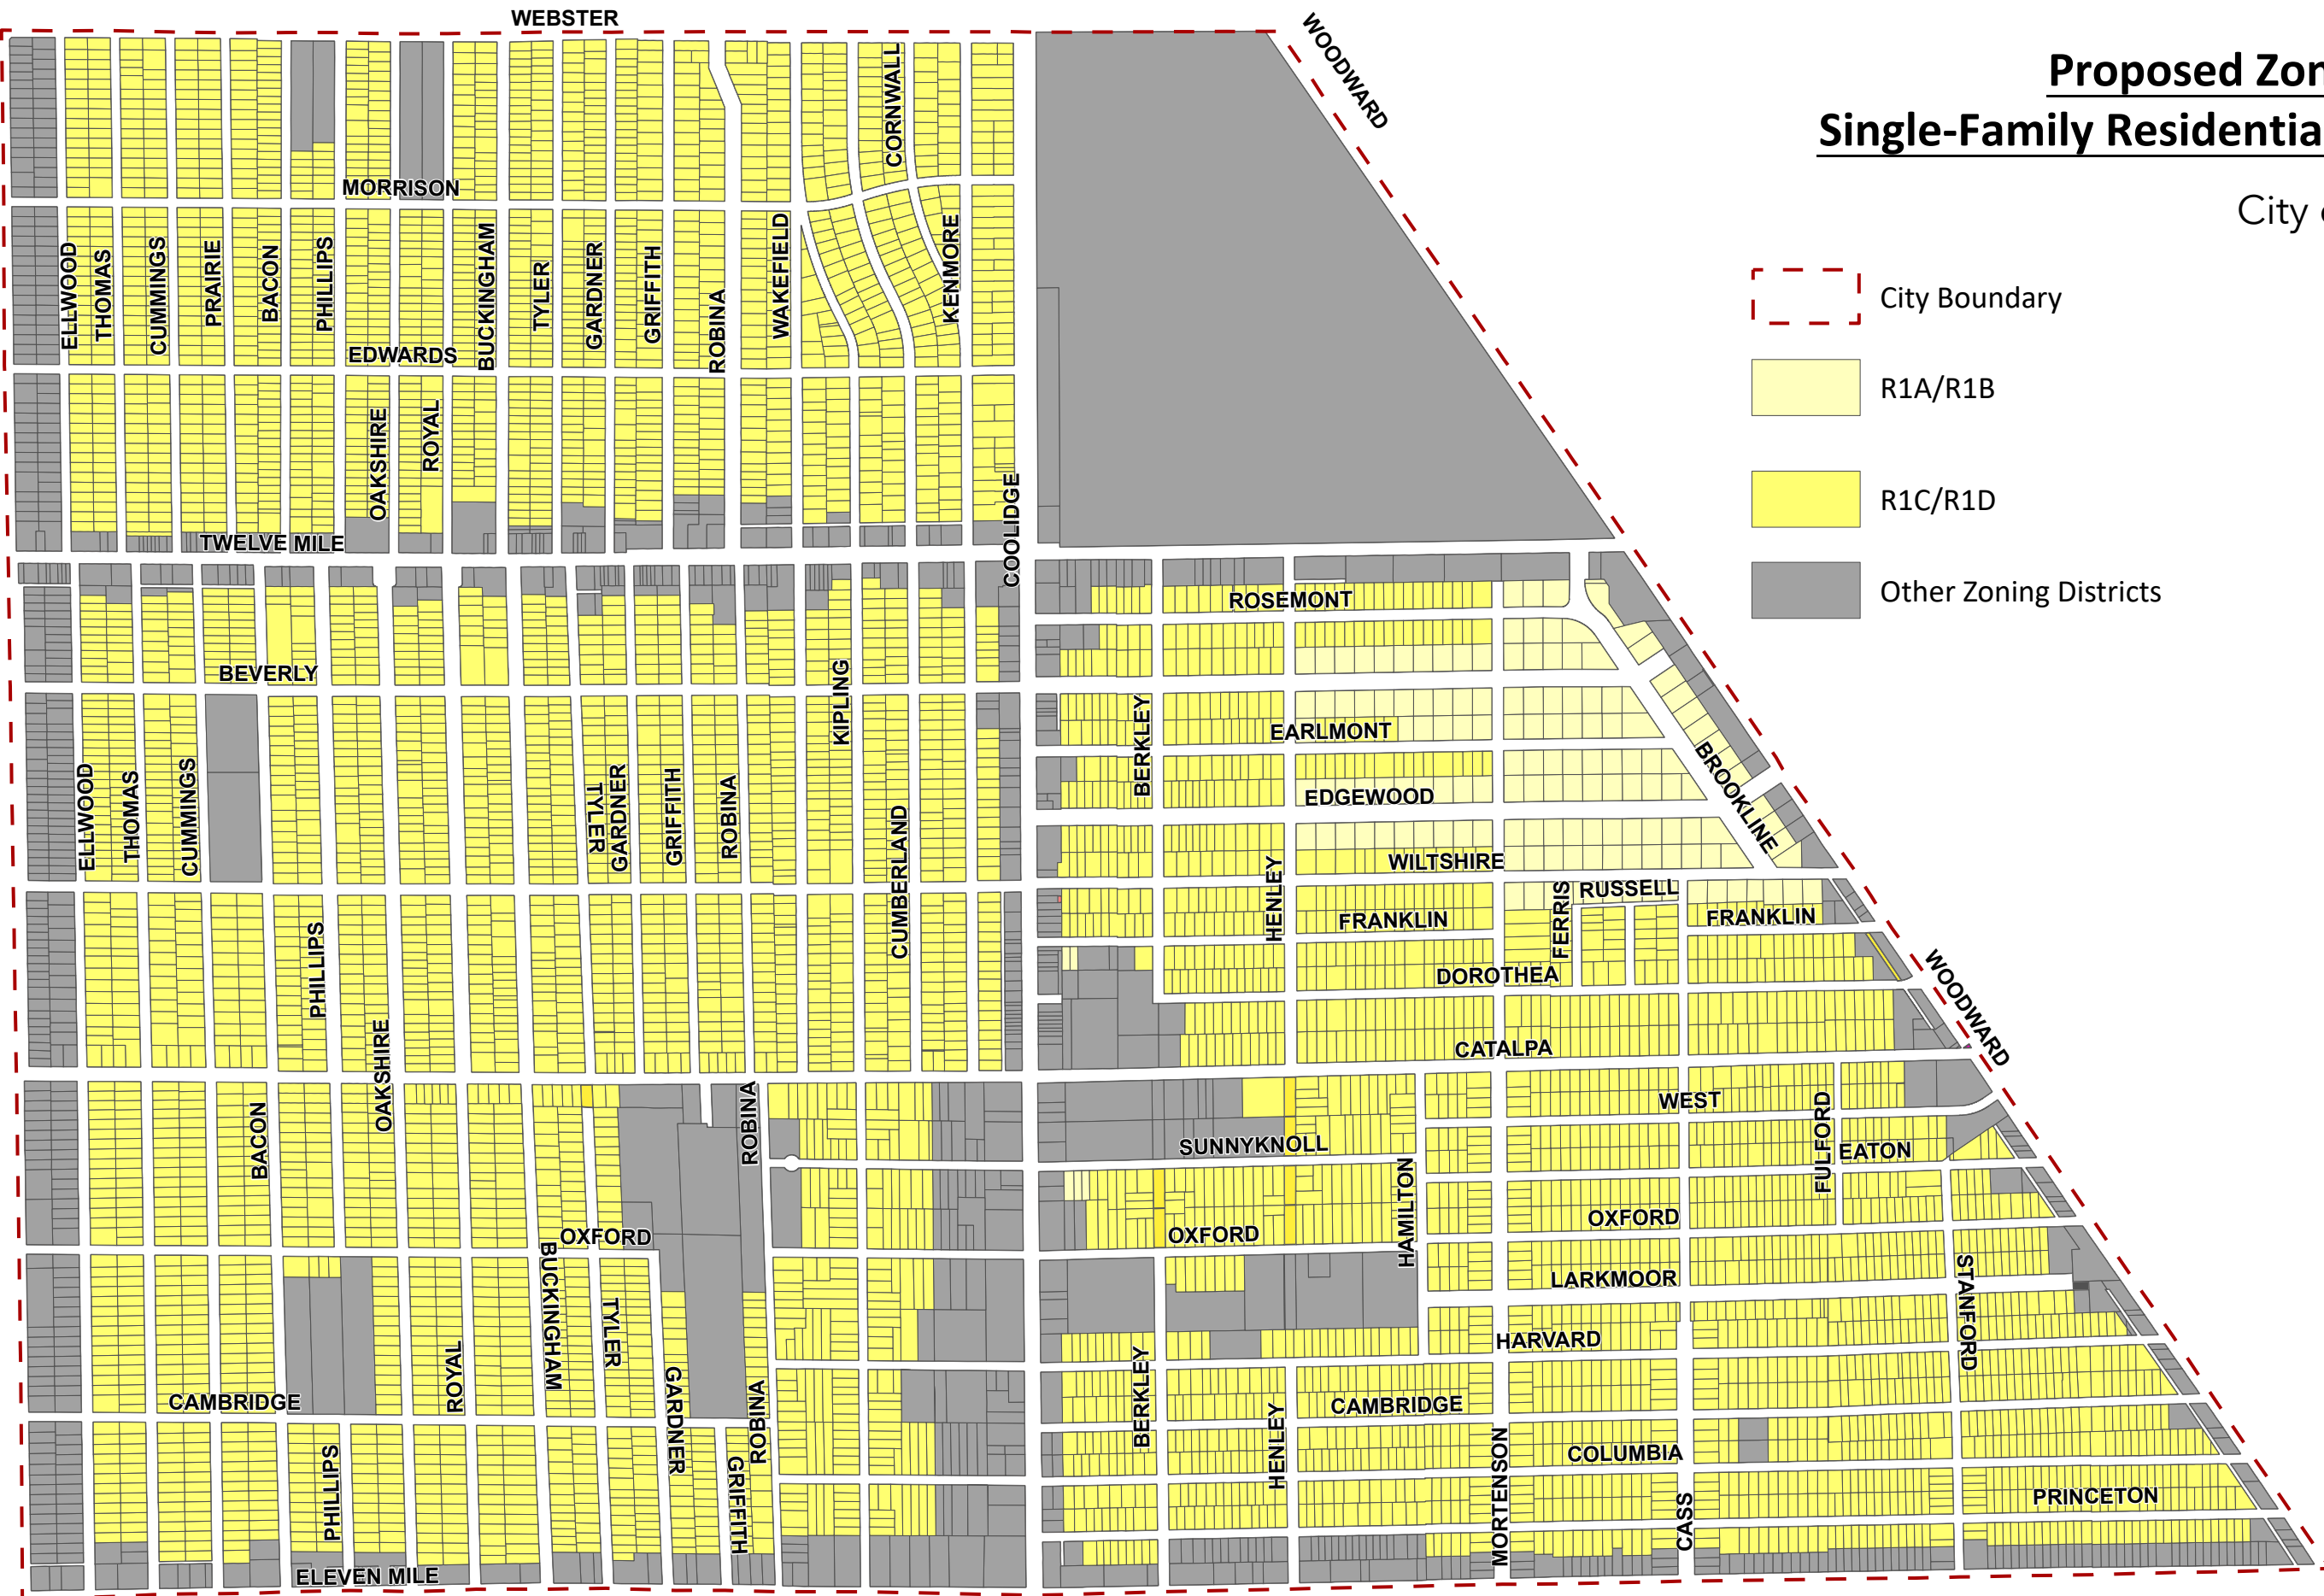 WEBSTER
WOODWARD
Proposed Zon
Single-Family Residentia
City
City Boundary
R1A/R1B
R1C/R1D
Other Zoning Districts
CORNWALL
MORRISON
ELLWOOD
THOMAS
CUMMINGS
PRAIRIE
BACON
PHILLIPS
BUCKINGHAM
TYLER
GARDNER
GRIFFITH
ROBINA
WAKEFIELD
KENMORE
EDWARDS
OAKSHIRE
ROYAL
COOLIDGE
TWELVE MILE
ROSEMONT
BEVERLY
KIPLING
BERKLEY
EARLMONT
BROOKLINE
ELLWOOD
THOMAS
CUMMINGS
TYLER
GARDNER
GRIFFITH
ROBINA
CUMBERLAND
EDGEWOOD
WILTSHIRE
HENLEY
FERRIS
RUSSELL
FRANKLIN
FRANKLIN
PHILLIPS
DOROTHEA
WOODWARD
OAKSHIRE
CATALPA
BACON
ROBINA
WEST
SUNNYKNOLL
FULFORD
EATON
HAMILTON
OXFORD
OXFORD
OXFORD
BUCKINGHAM
TYLER
LARKMOOR
STANFORD
ROYAL
HARVARD
GARDNER
ROBINA
BERKLEY
CAMBRIDGE
CAMBRIDGE
HENLEY
MORTENSON
COLUMBIA
PHILLIPS
GRIFFITH
CASS
PRINCETON
ELEVEN MILE